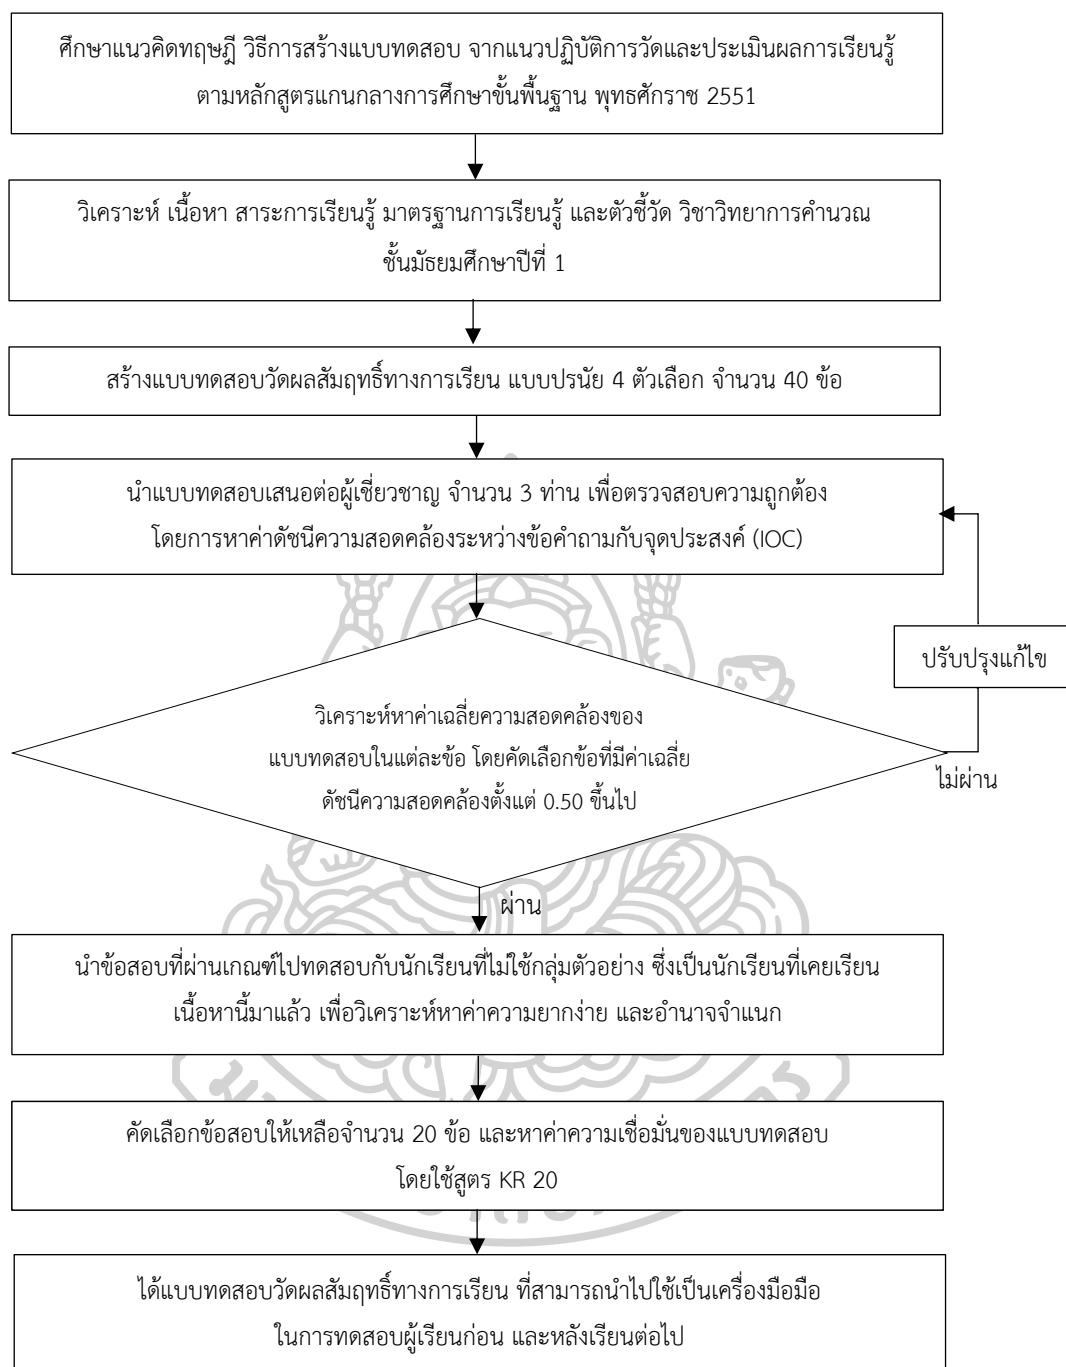 ศึกษาแนวคิดทฤษฎี วิธีการสร้างแบบทดสอบ จากแนวปฏิบัติการวัดและประเมินผลการเรียนรู้
ตามหลักสูตรแกนกลางการศึกษาขั้นพื้นฐาน พุทธศักราช 2551
วิเคราะห์ เนื้อหา สาระการเรียนรู้ มาตรฐานการเรียนรู้ และตัวชี้วัด วิชาวิทยาการคำนวณ
ชั้นมัธยมศึกษาปีที่ 1
สร้างแบบทดสอบวัดผลสัมฤทธิ์ทางการเรียน แบบปรนัย 4 ตัวเลือก จำนวน 40 ข้อ
นำแบบทดสอบเสนอต่อผู้เชี่ยวชาญ จำนวน 3 ท่าน เพื่อตรวจสอบความถูกต้อง
โดยการหาค่าดัชนีความสอดคล้องระหว่างข้อคำถามกับจุดประสงค์ (IOC)
ปรับปรุงแก้ไข
วิเคราะห์หาค่าเฉลี่ยความสอดคล้องของ
แบบทดสอบในแต่ละข้อ โดยคัดเลือกข้อที่มีค่าเฉลี่ย
ดัชนีความสอดคล้องตั้งแต่ 0.50 ขึ้นไป
ไม่ผ่าน
ผ่าน
นำข้อสอบที่ผ่านเกณฑ์ไปทดสอบกับนักเรียนที่ไม่ใช้กลุ่มตัวอย่าง ซึ่งเป็นนักเรียนที่เคยเรียน
เนื้อหานี้มาแล้ว เพื่อวิเคราะห์หาค่าความยากง่าย และอำนาจจำแนก
คัดเลือกข้อสอบให้เหลือจำนวน 20 ข้อ และหาค่าความเชื่อมั่นของแบบทดสอบ
โดยใช้สูตร KR 20
ได้แบบทดสอบวัดผลสัมฤทธิ์ทางการเรียน ที่สามารถนำไปใช้เป็นเครื่องมือมือ
ในการทดสอบผู้เรียนก่อน และหลังเรียนต่อไป